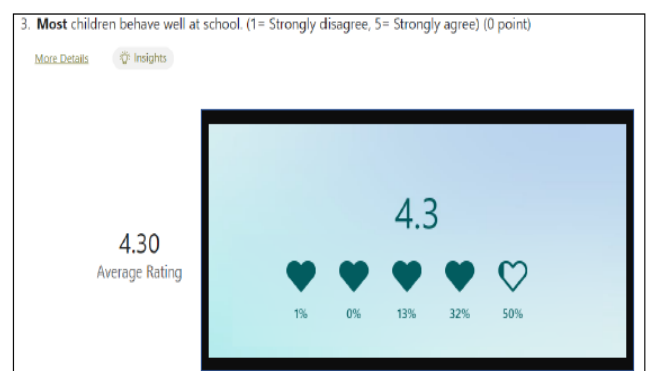 3. Most children behave well at school. (1= Strongly disagree, 5= Strongly agree) (0 point)
More Details
Insights
4.3
4.30
Average Rating
1% 0% 13% 32% 50%